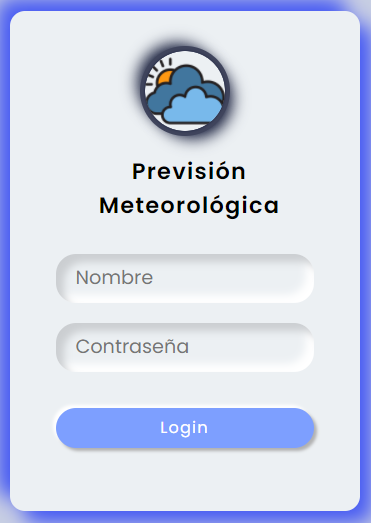 Previsión
Meteorológica
Nombre
Contraseña
Login